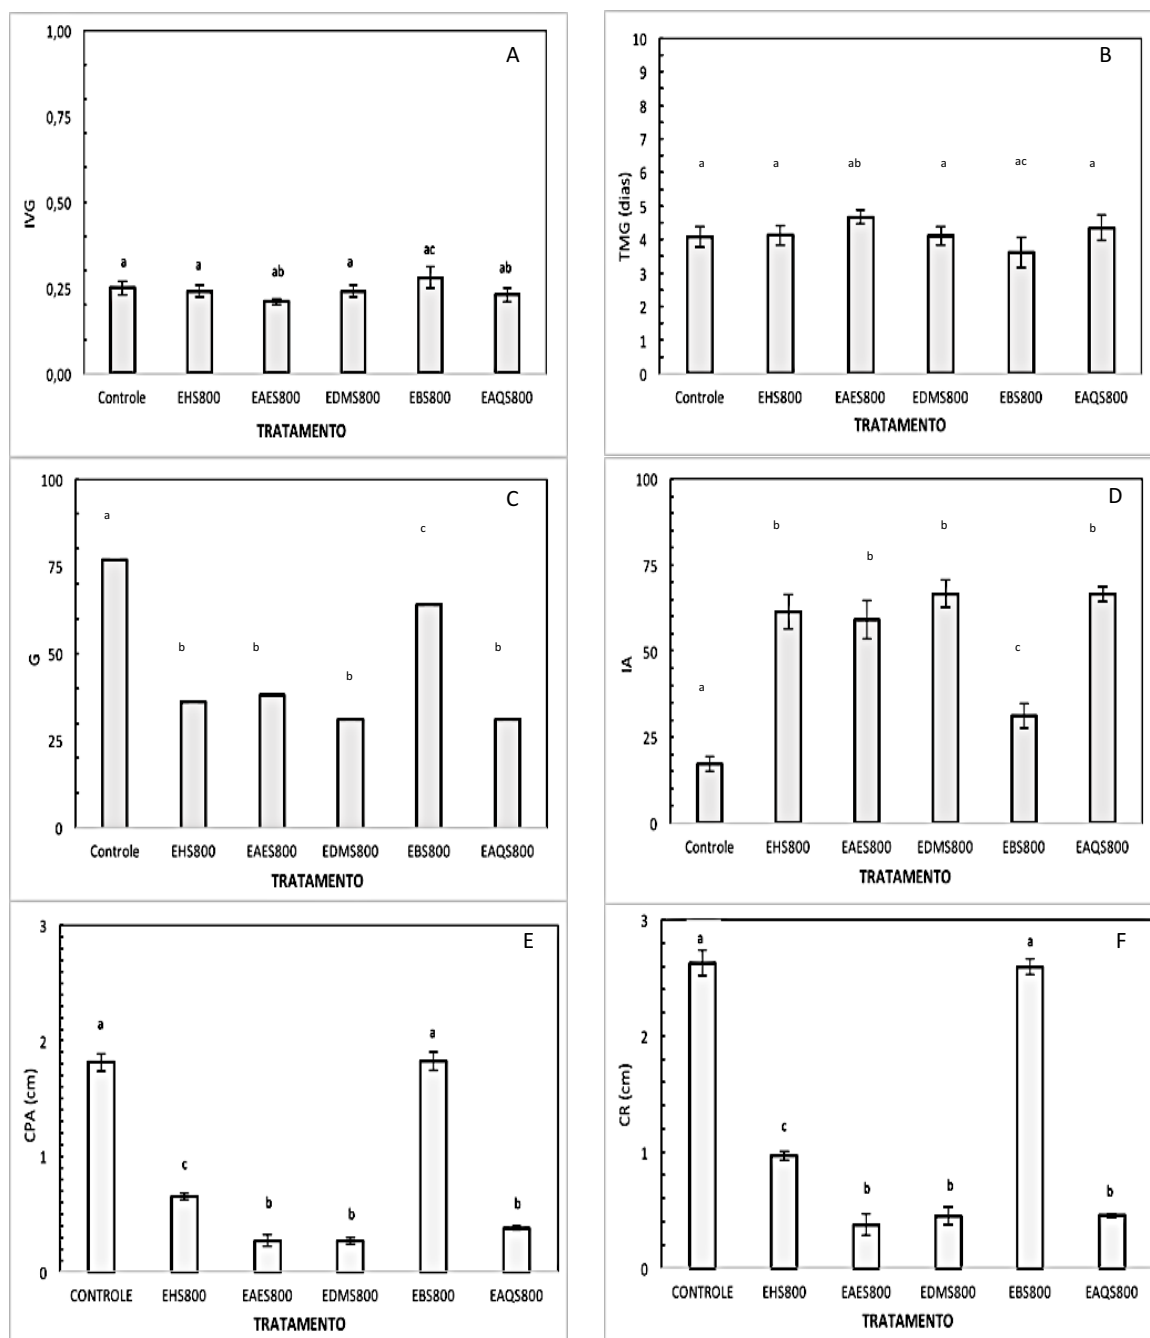 A
1,00
0,75
0,50
0,25
0,00
IVG
a a ab a ac ab
Controle EHS800 EAES800 EDMS800 EBS800 EAQS800
TRATAMENTO
B
10
9
8
7
6
5
4
3
2
1
0
TMG (dias)
a a ab a ac a
Controle EHS800 EAES800 EDMS800 EBS800 EAQS800
TRATAMENTO
C
100
75
50
25
0
G
a b b b c b
Controle EHS800 EAES800 EDMS800 EBS800 EAQS800
TRATAMENTO
D
100
75
50
25
0
IA
a b b b c b
Controle EHS800 EAES800 EDMS800 EBS800 EAQS800
TRATAMENTO
E
3
2
1
0
CPA (cm)
a c b b a b
CONTROLE EHS800 EAES800 EDMS800 EBS800 EAQS800
TRATAMENTO
F
3
2
1
0
CR (cm)
a c b b a b
CONTROLE EHS800 EAES800 EDMS800 EBS800 EAQS800
TRATAMENTO